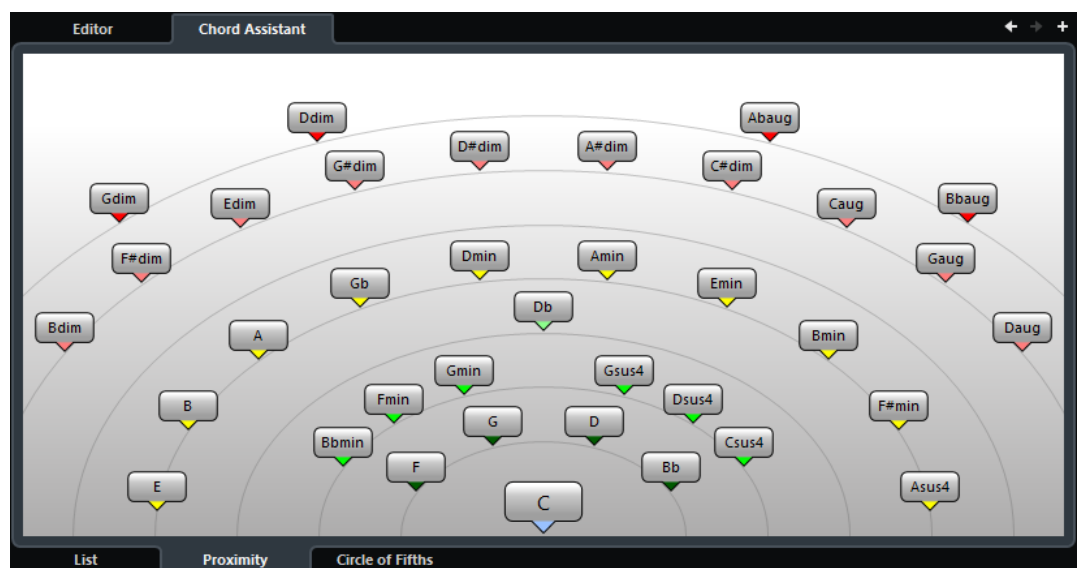 Editor
Chord Assistant
Ddim
Abaug
D#dim
A#dim
G#dim
C#dim
Gdim
Edim
Caug
Bbaug
F#dim
Dmin
Amin
Gaug
Gb
Emin
Db
Bdim
A
Bmin
Daug
Gmin
Gsus4
Fmin
Dsus4
B
F#min
G
D
Bbmin
Csus4
F
Bb
E
Asus4
C
List
Proximity
Circle of Fifths